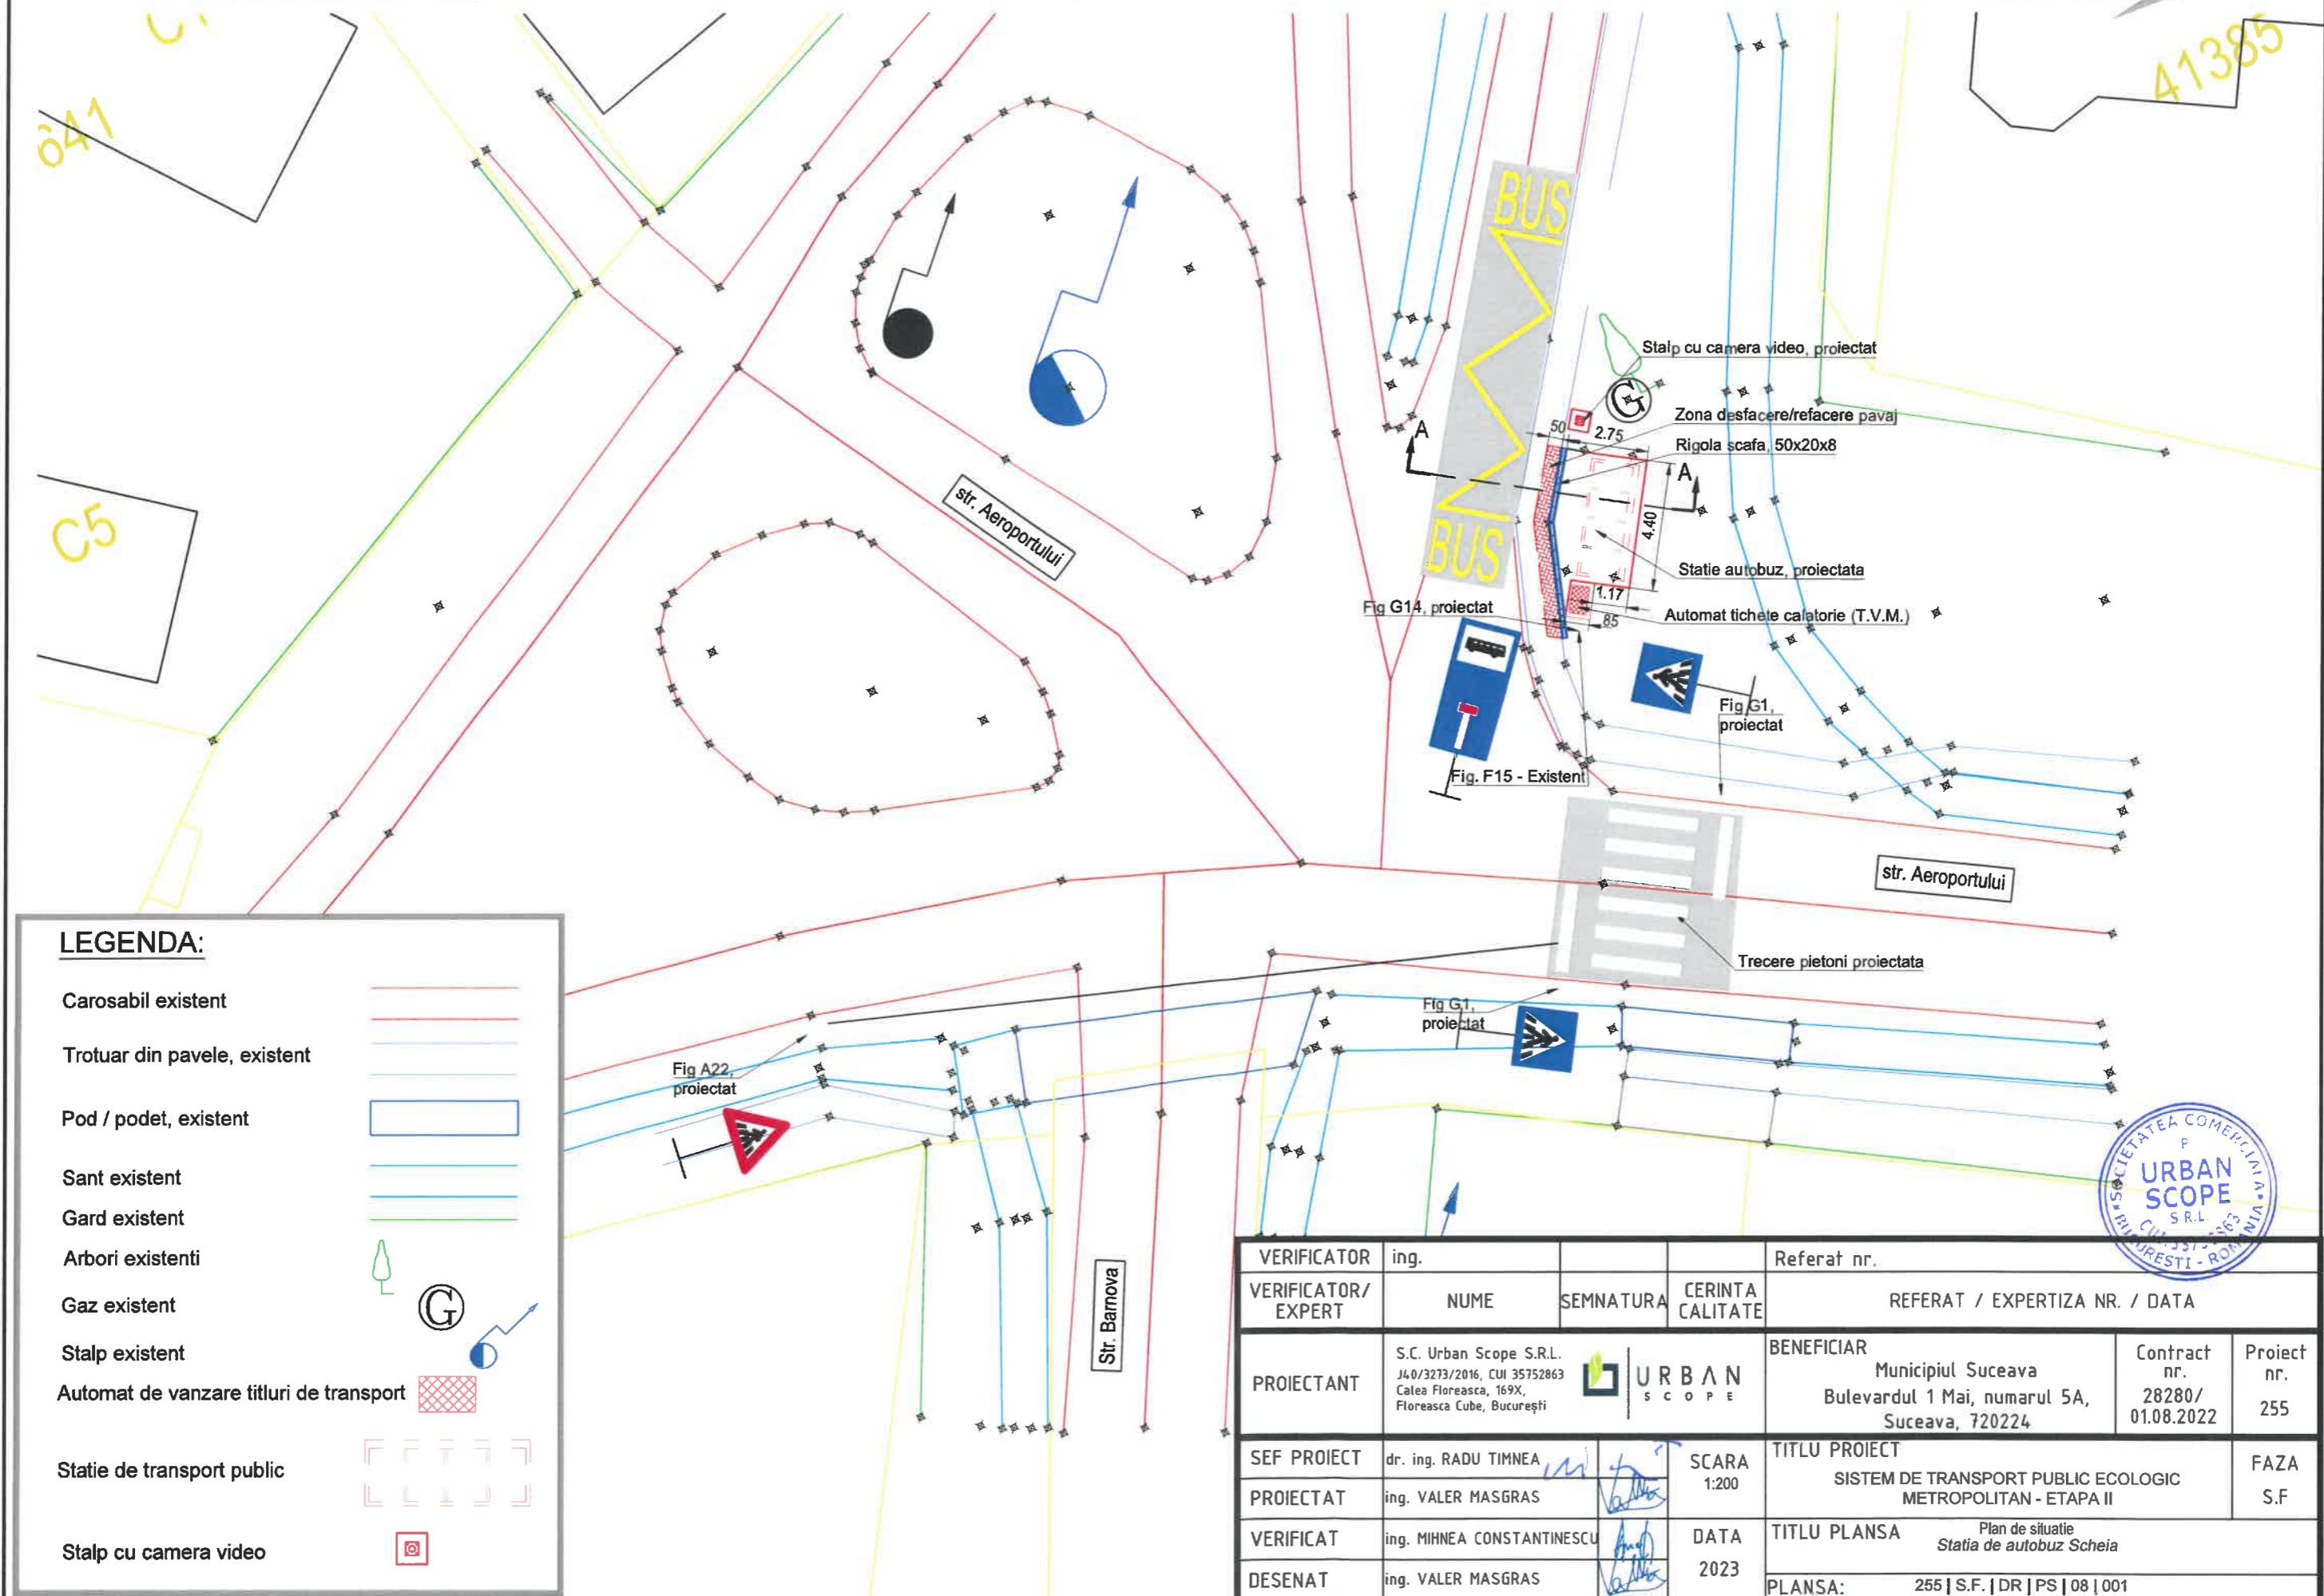 641
41385
C5
BUS
BUS
Stalp cu camera video, proiectat
G
Zona desfacere/refacere pavaj
50
2.75
Rigola scafa, 50x20x8
A
A
4.40
Statie autobuz, proiectata
1.17
Fig G14, proiectat
85
Automat tichete calatorie (T.V.M.)
str. Aeroportului
Fig G1,
proiectat
Fig. F15 - Existent
str. Aeroportului
Trecere pietoni proiectata
Fig G1,
proiectat
Fig A22,
proiectat
Str. Barnova
LEGENDA:
Carosabil existent
Trotuar din pavele, existent
Pod / podet, existent
Sant existent
Gard existent
Arbori existenti
Gaz existent
G
Stalp existent
Automat de vanzare titluri de transport
Statie de transport public
Stalp cu camera video
SOCIETATEA COMERCIALA
URBAN
SCOPE
S.R.L.
BUCURESTI - ROMANIA
VERIFICATOR ing. Referat nr.
VERIFICATOR/
EXPERT
NUME
SEMNATURA
CERINTA
CALITATE
REFERAT / EXPERTIZA NR. / DATA
PROIECTANT
S.C. Urban Scope S.R.L.
J40/3273/2016, CUI 35752863
Calea Floreasca, 169X,
Floreasca Cube, București
URBAN
SCOPE
BENEFICIAR
Municipiul Suceava
Bulevardul 1 Mai, numarul 5A,
Suceava, 720224
Contract
nr.
28280/
01.08.2022
Proiect
nr.
255
SEF PROIECT dr. ing. RADU TIMNEA
PROIECTAT ing. VALER MASGRAS
SCARA
1:200
TITLU PROIECT
SISTEM DE TRANSPORT PUBLIC ECOLOGIC
METROPOLITAN - ETAPA II
FAZA
S.F
VERIFICAT ing. MIHNEA CONSTANTINESCU
DESENAT ing. VALER MASGRAS
DATA
2023
TITLU PLANSA
Plan de situatie
Statia de autobuz Scheia
PLANSA: 255 | S.F. | DR | PS | 08 | 001